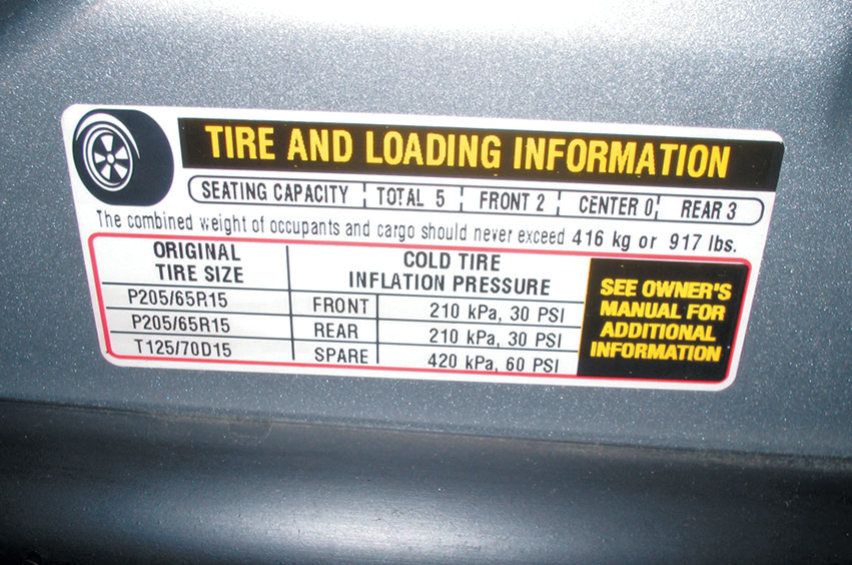 TIRE AND LOADING INFORMATION
SEATING CAPACITY ¦ TOTAL 5 ¦ FRONT 2 ¦ CENTER 0 ¦ REAR 3
The combined weight of occupants and cargo should never exceed 416 kg or 917 lbs.
ORIGINAL
TIRE SIZE
COLD TIRE
INFLATION PRESSURE
P205/65R15 FRONT 210 kPa, 30 PSI
P205/65R15 REAR 210 kPa, 30 PSI
T125/70D15 SPARE 420 kPa, 60 PSI
SEE OWNER'S
MANUAL FOR
ADDITIONAL
INFORMATION